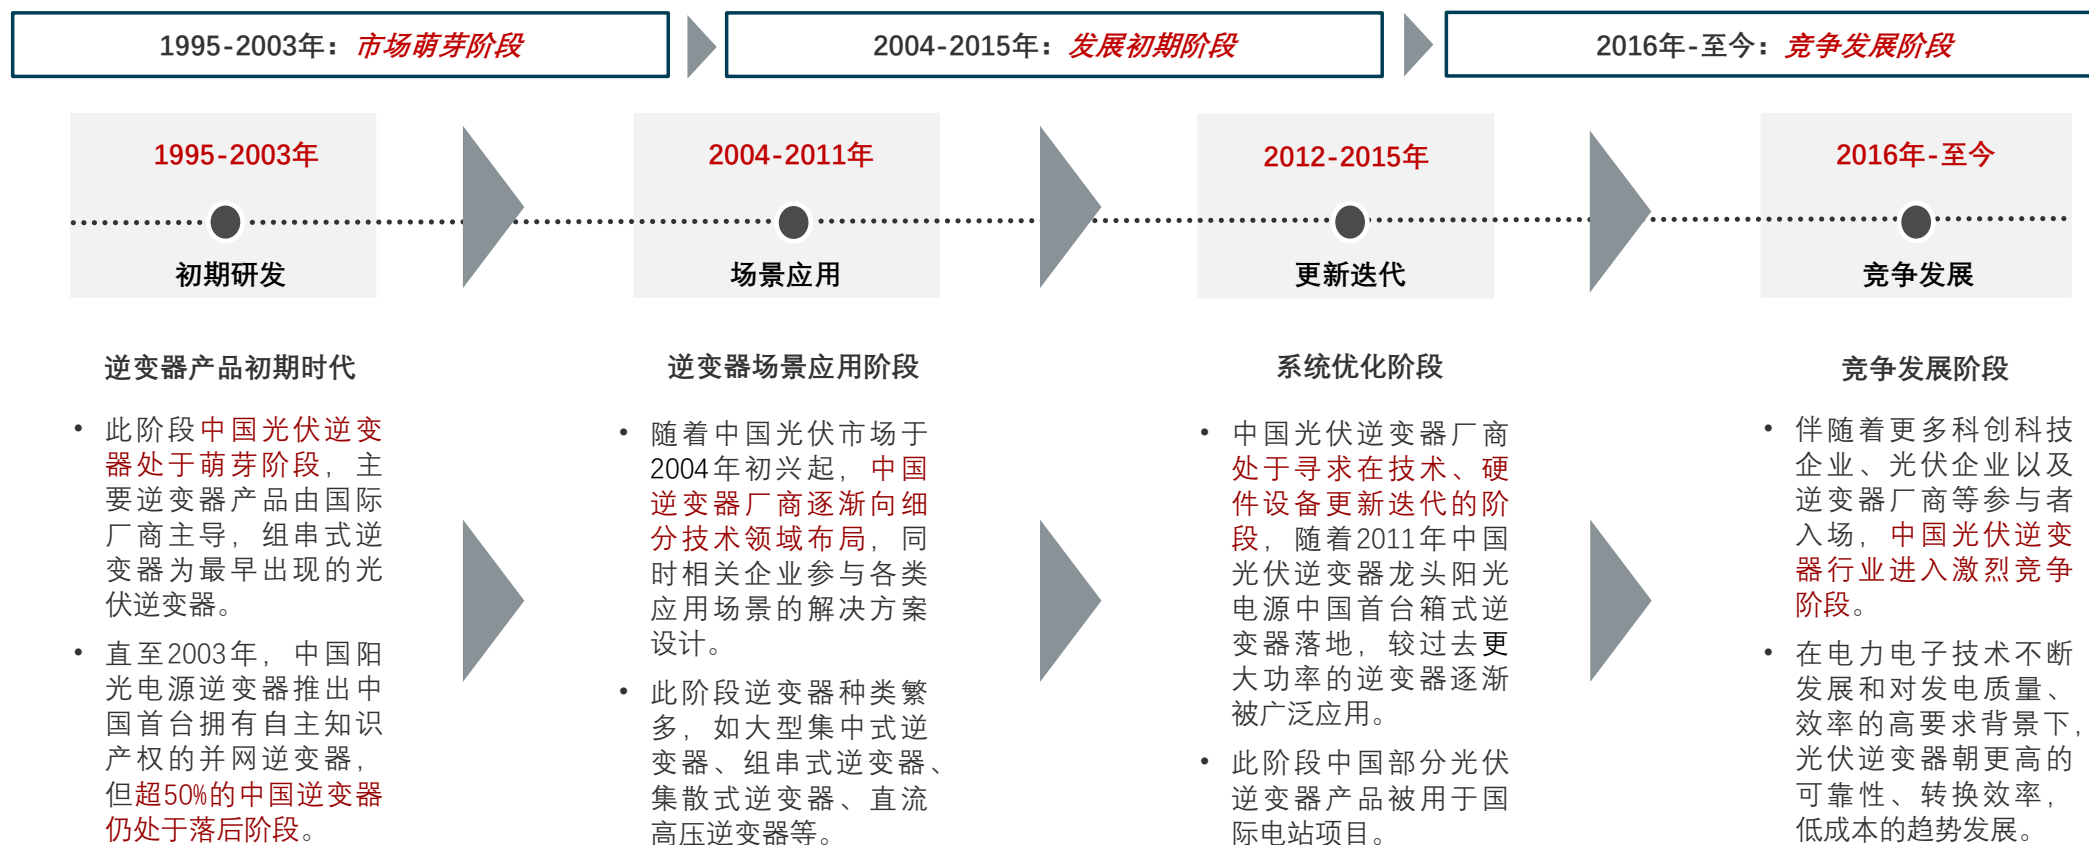 1995-2003年：市场萌芽阶段
2004-2015年：发展初期阶段
2016年-至今：竞争发展阶段
1995-2003年
初期研发
2004-2011年
场景应用
2012-2015年
更新迭代
2016年-至今
竞争发展
逆变器产品初期时代
• 此阶段中国光伏逆变
器处于萌芽阶段，主
要逆变器产品由国际
厂商主导，组串式逆
变器为最早出现的光
伏逆变器。
• 直至2003年，中国阳
光电源逆变器推出中
国首台拥有自主知识
产权的并网逆变器，
但超50%的中国逆变器
仍处于落后阶段。
逆变器场景应用阶段
• 随着中国光伏市场于
2004年初兴起，中国
逆变器厂商逐渐向细
分技术领域布局，同
时相关企业参与各类
应用场景的解决方案
设计。
• 此阶段逆变器种类繁
多，如大型集中式逆
变器、组串式逆变器、
集散式逆变器、直流
高压逆变器等。
系统优化阶段
• 中国光伏逆变器厂商
处于寻求在技术、硬
件设备更新迭代的阶
段，随着2011年中国
光伏逆变器龙头阳光
电源中国首台箱式逆
变器落地，较过去更
大功率的逆变器逐渐
被广泛应用。
• 此阶段中国部分光伏
逆变器产品被用于国
际电站项目。
竞争发展阶段
• 伴随着更多科创科技
企业、光伏企业以及
逆变器厂商等参与者
入场，中国光伏逆变
器行业进入激烈竞争
阶段。
• 在电力电子技术不断
发展和对发电质量、
效率的高要求背景下，
光伏逆变器朝更高的
可靠性、转换效率，
低成本的趋势发展。